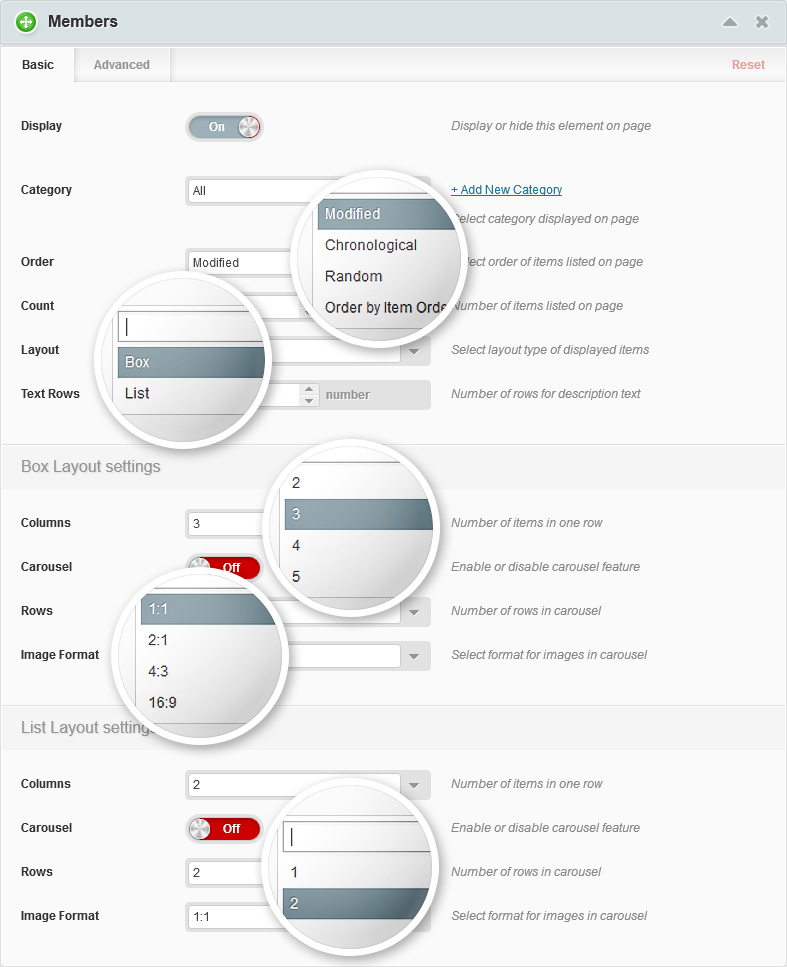 Members
Basic
Advanced
Reset
Display
On
Display or hide this element on page
Category
All
+ Add New Category
Select category displayed on page
Modified
Chronological
Random
Order by Item Orde
Order
Modified
order of items listed on page
Count
of items listed on page
Box
List
Layout
Select layout type of displayed items
Text Rows
number
Number of rows for description text
Box Layout settings
Columns
3
Number of items in one row
2
3
4
5
Carousel
Off
Enable or disable carousel feature
Rows
Number of rows in carousel
1:1
2:1
4:3
16:9
Image Format
Select format for images in carousel
List Layout settings
Columns
2
Number of items in one row
Carousel
Off
Enable or disable carousel feature
1
2
Rows
2
Number of rows in carousel
Image Format
1:1
Select format for images in carousel